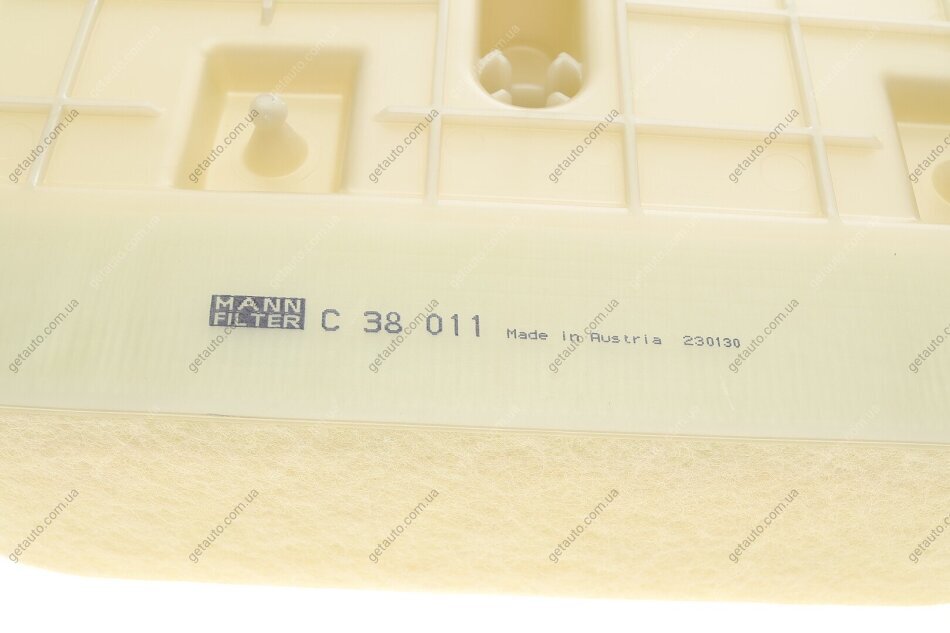 MANN
FILTER
C 38 011
Made in Austria 230130
getauto.com.ua